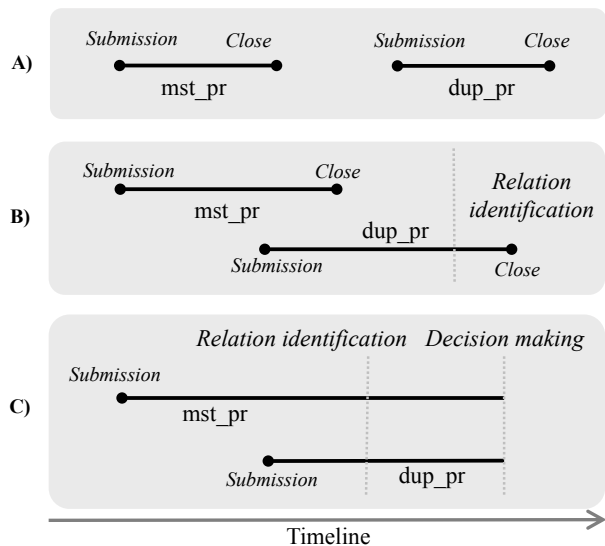 A)
Submission Close Submission Close
mst_pr dup_pr
B)
Submission Close
mst_pr
Relation
identification
dup_pr
Submission Close
C)
Relation identification Decision making
Submission
mst_pr
Submission dup_pr
Timeline